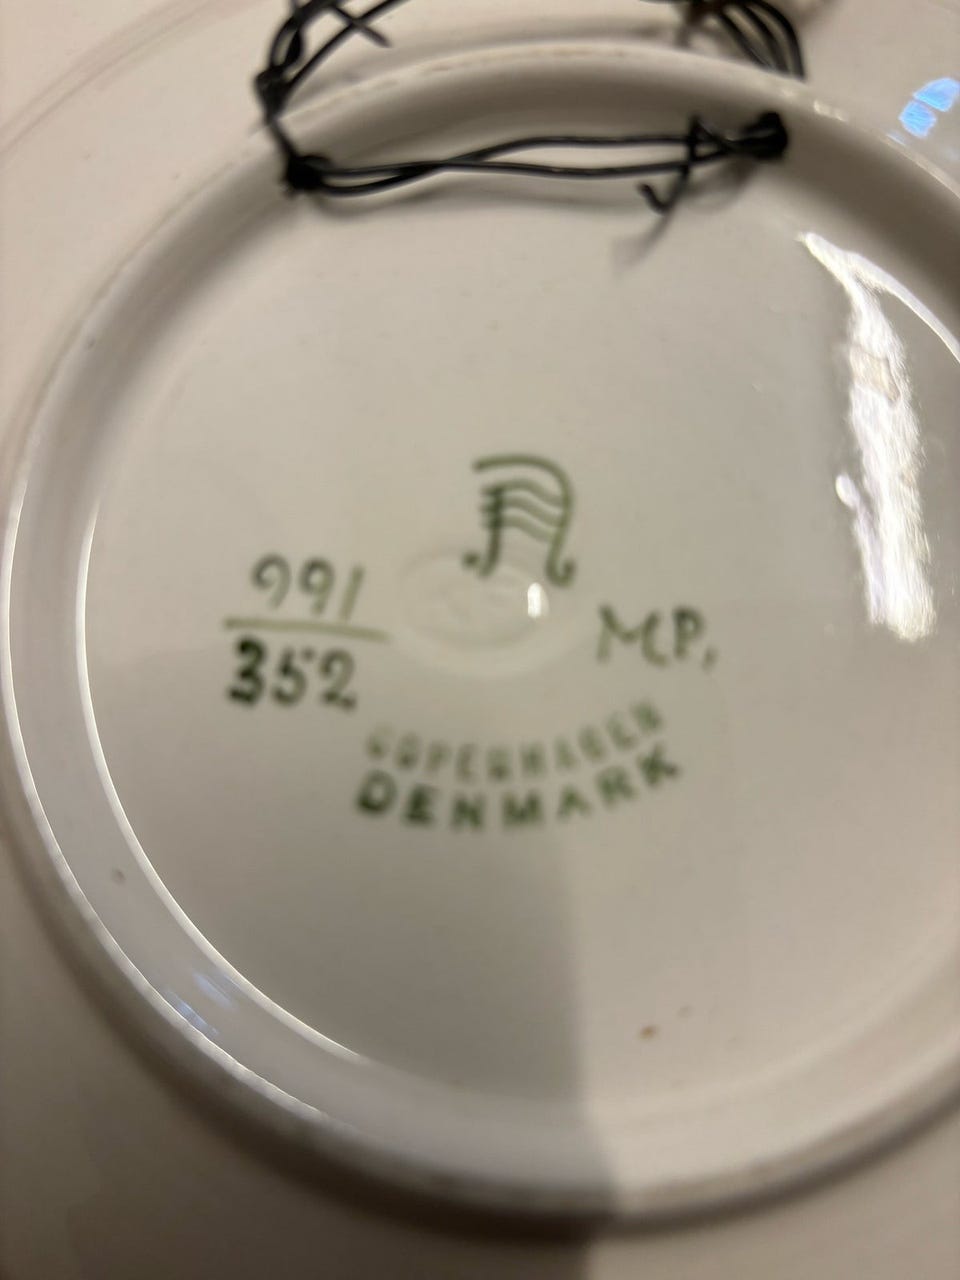 991
352
M.P.
COPENHAGEN
DENMARK